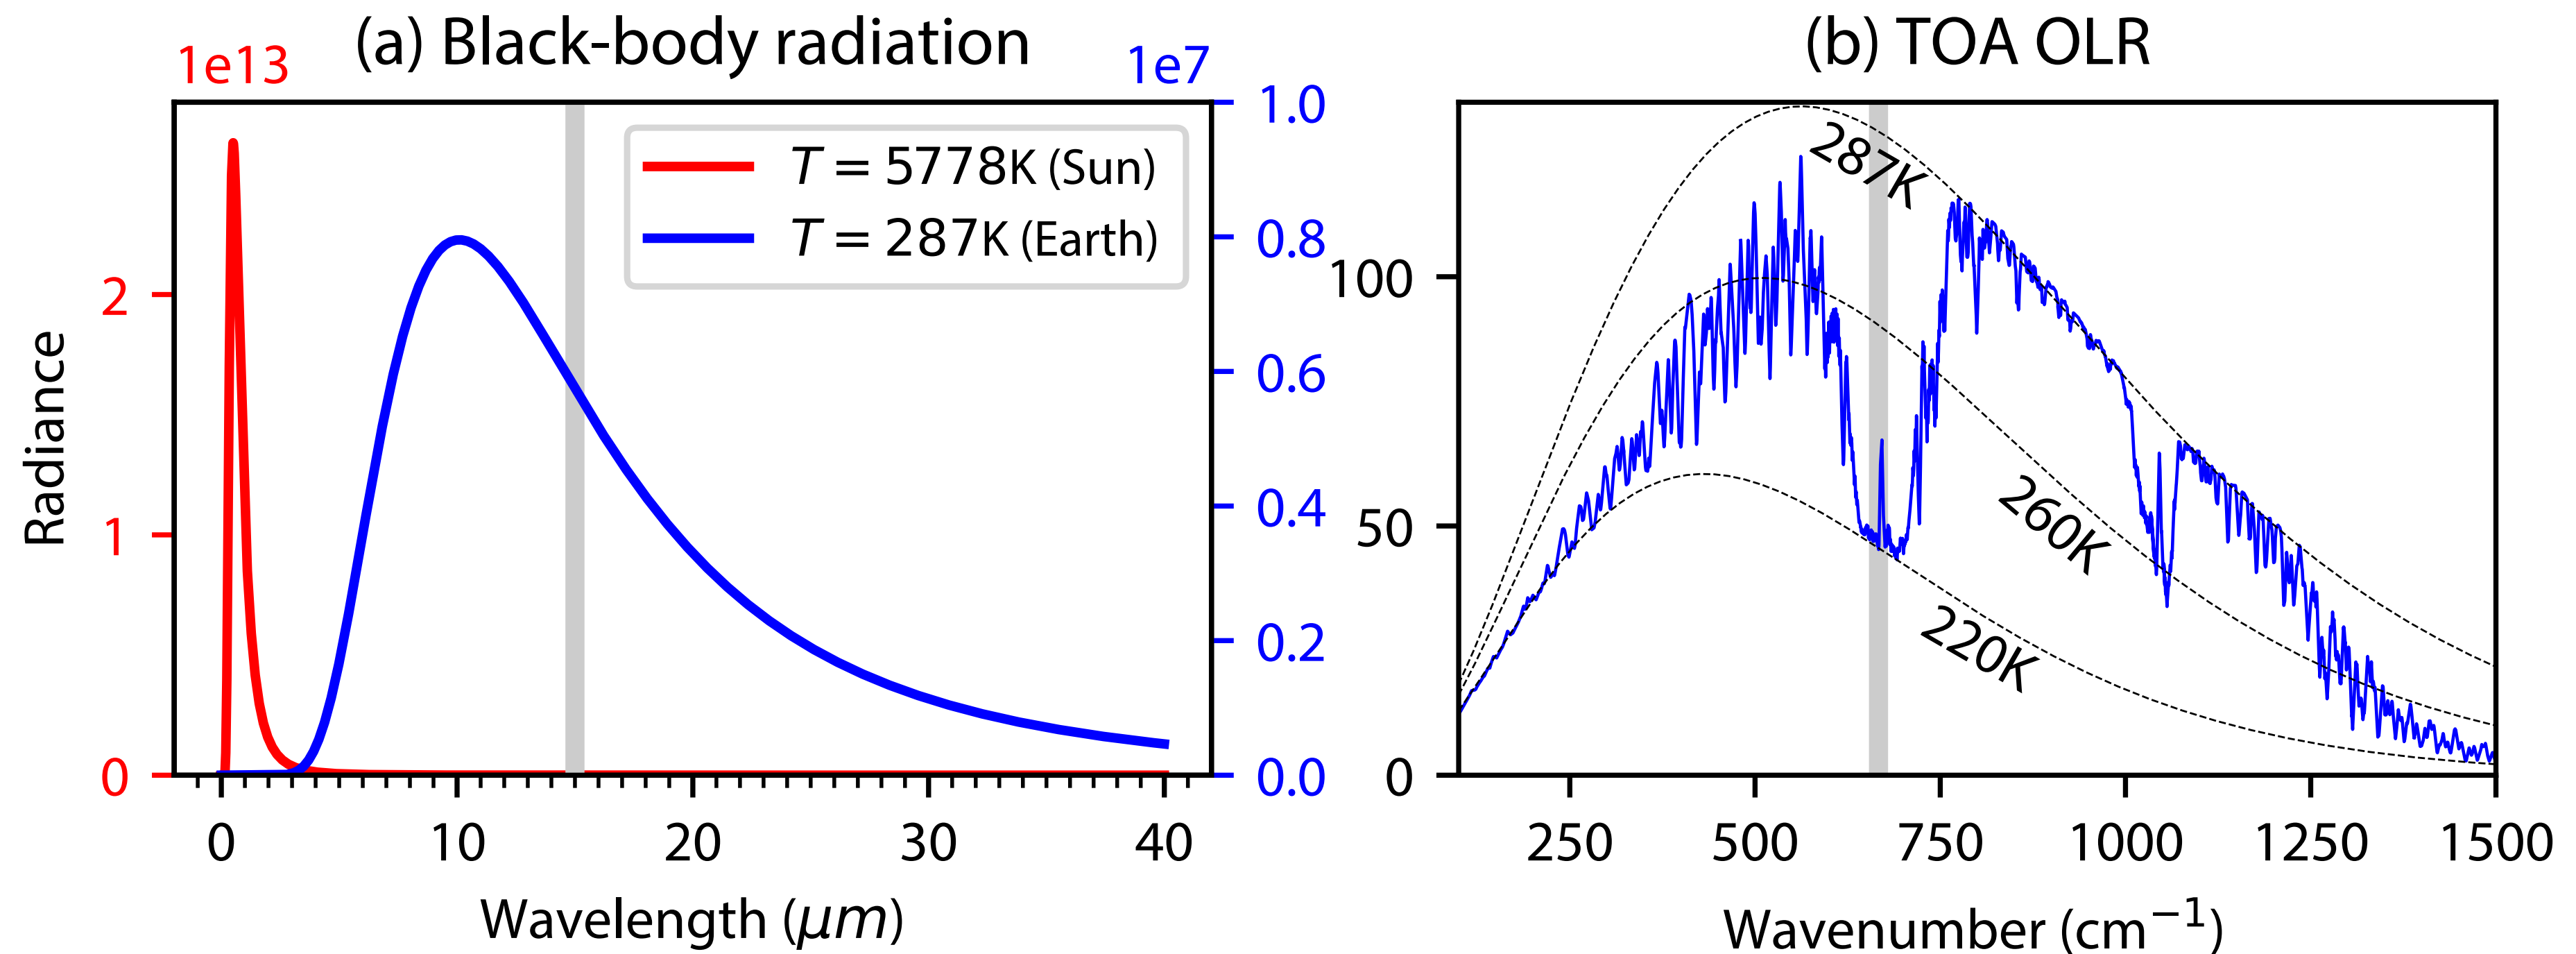 (a) Black-body radiation
1e13
1e7
Radiance
2
1
0
1.0
0.8
0.6
0.4
0.2
0.0
T = 5778K (Sun)
T = 287K (Earth)
0 10 20 30 40
Wavelength (μm)
(b) TOA OLR
100
50
0
287K
260K
220K
250 500 750 1000 1250 1500
Wavenumber (cm⁻¹)